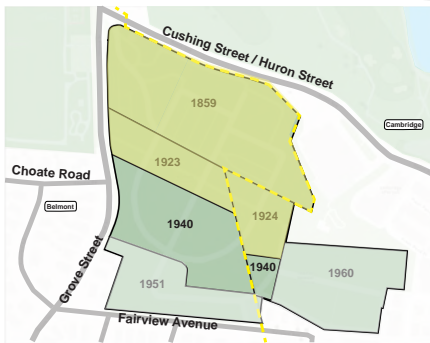 Cushing Street / Huron Street
1859
Cambridge
1923
Choate Road
Belmont
1924
1940
1940
1960
1951
Grove Street
Fairview Avenue